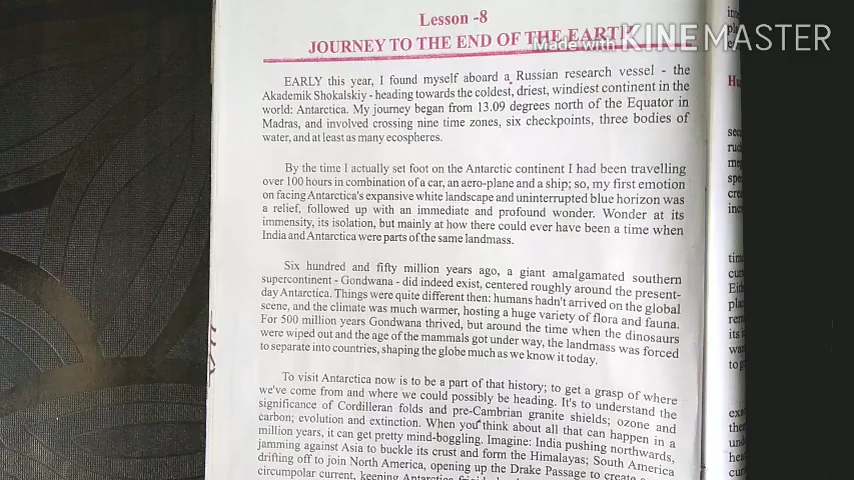 Lesson -8
JOURNEY TO THE END OF THE EARTH
Made with KINEMASTER
EARLY this year, I found myself aboard a Russian research vessel - the
Akademik Shokalskiy - heading towards the coldest, driest, windiest continent in the
world: Antarctica. My journey began from 13.09 degrees north of the Equator in
Madras, and involved crossing nine time zones, six checkpoints, three bodies of
water, and at least as many ecospheres.
By the time I actually set foot on the Antarctic continent I had been travelling
over 100 hours in combination of a car, an aero-plane and a ship; so, my first emotion
on facing Antarctica's expansive white landscape and uninterrupted blue horizon was
a relief, followed up with an immediate and profound wonder. Wonder at its
immensity, its isolation, but mainly at how there could ever have been a time when
India and Antarctica were parts of the same landmass.
Six hundred and fifty million years ago, a giant amalgamated southern
supercontinent - Gondwana - did indeed exist, centered roughly around the present-
day Antarctica. Things were quite different then: humans hadn't arrived on the global
scene, and the climate was much warmer, hosting a huge variety of flora and fauna.
For 500 million years Gondwana thrived, but around the time when the dinosaurs
were wiped out and the age of the mammals got under way, the landmass was forced
to separate into countries, shaping the globe much as we know it today.
To visit Antarctica now is to be a part of that history; to get a grasp of where
we've come from and where we could possibly be heading. It's to understand the
significance of Cordilleran folds and pre-Cambrian granite shields; ozone and
carbon; evolution and extinction. When you think about all that can happen in a
million years, it can get pretty mind-boggling. Imagine: India pushing northwards,
jamming against Asia to buckle its crust and form the Himalayas; South America
drifting off to join North America, opening up the Drake Passage to create
circumpolar current, keeping Antarctica